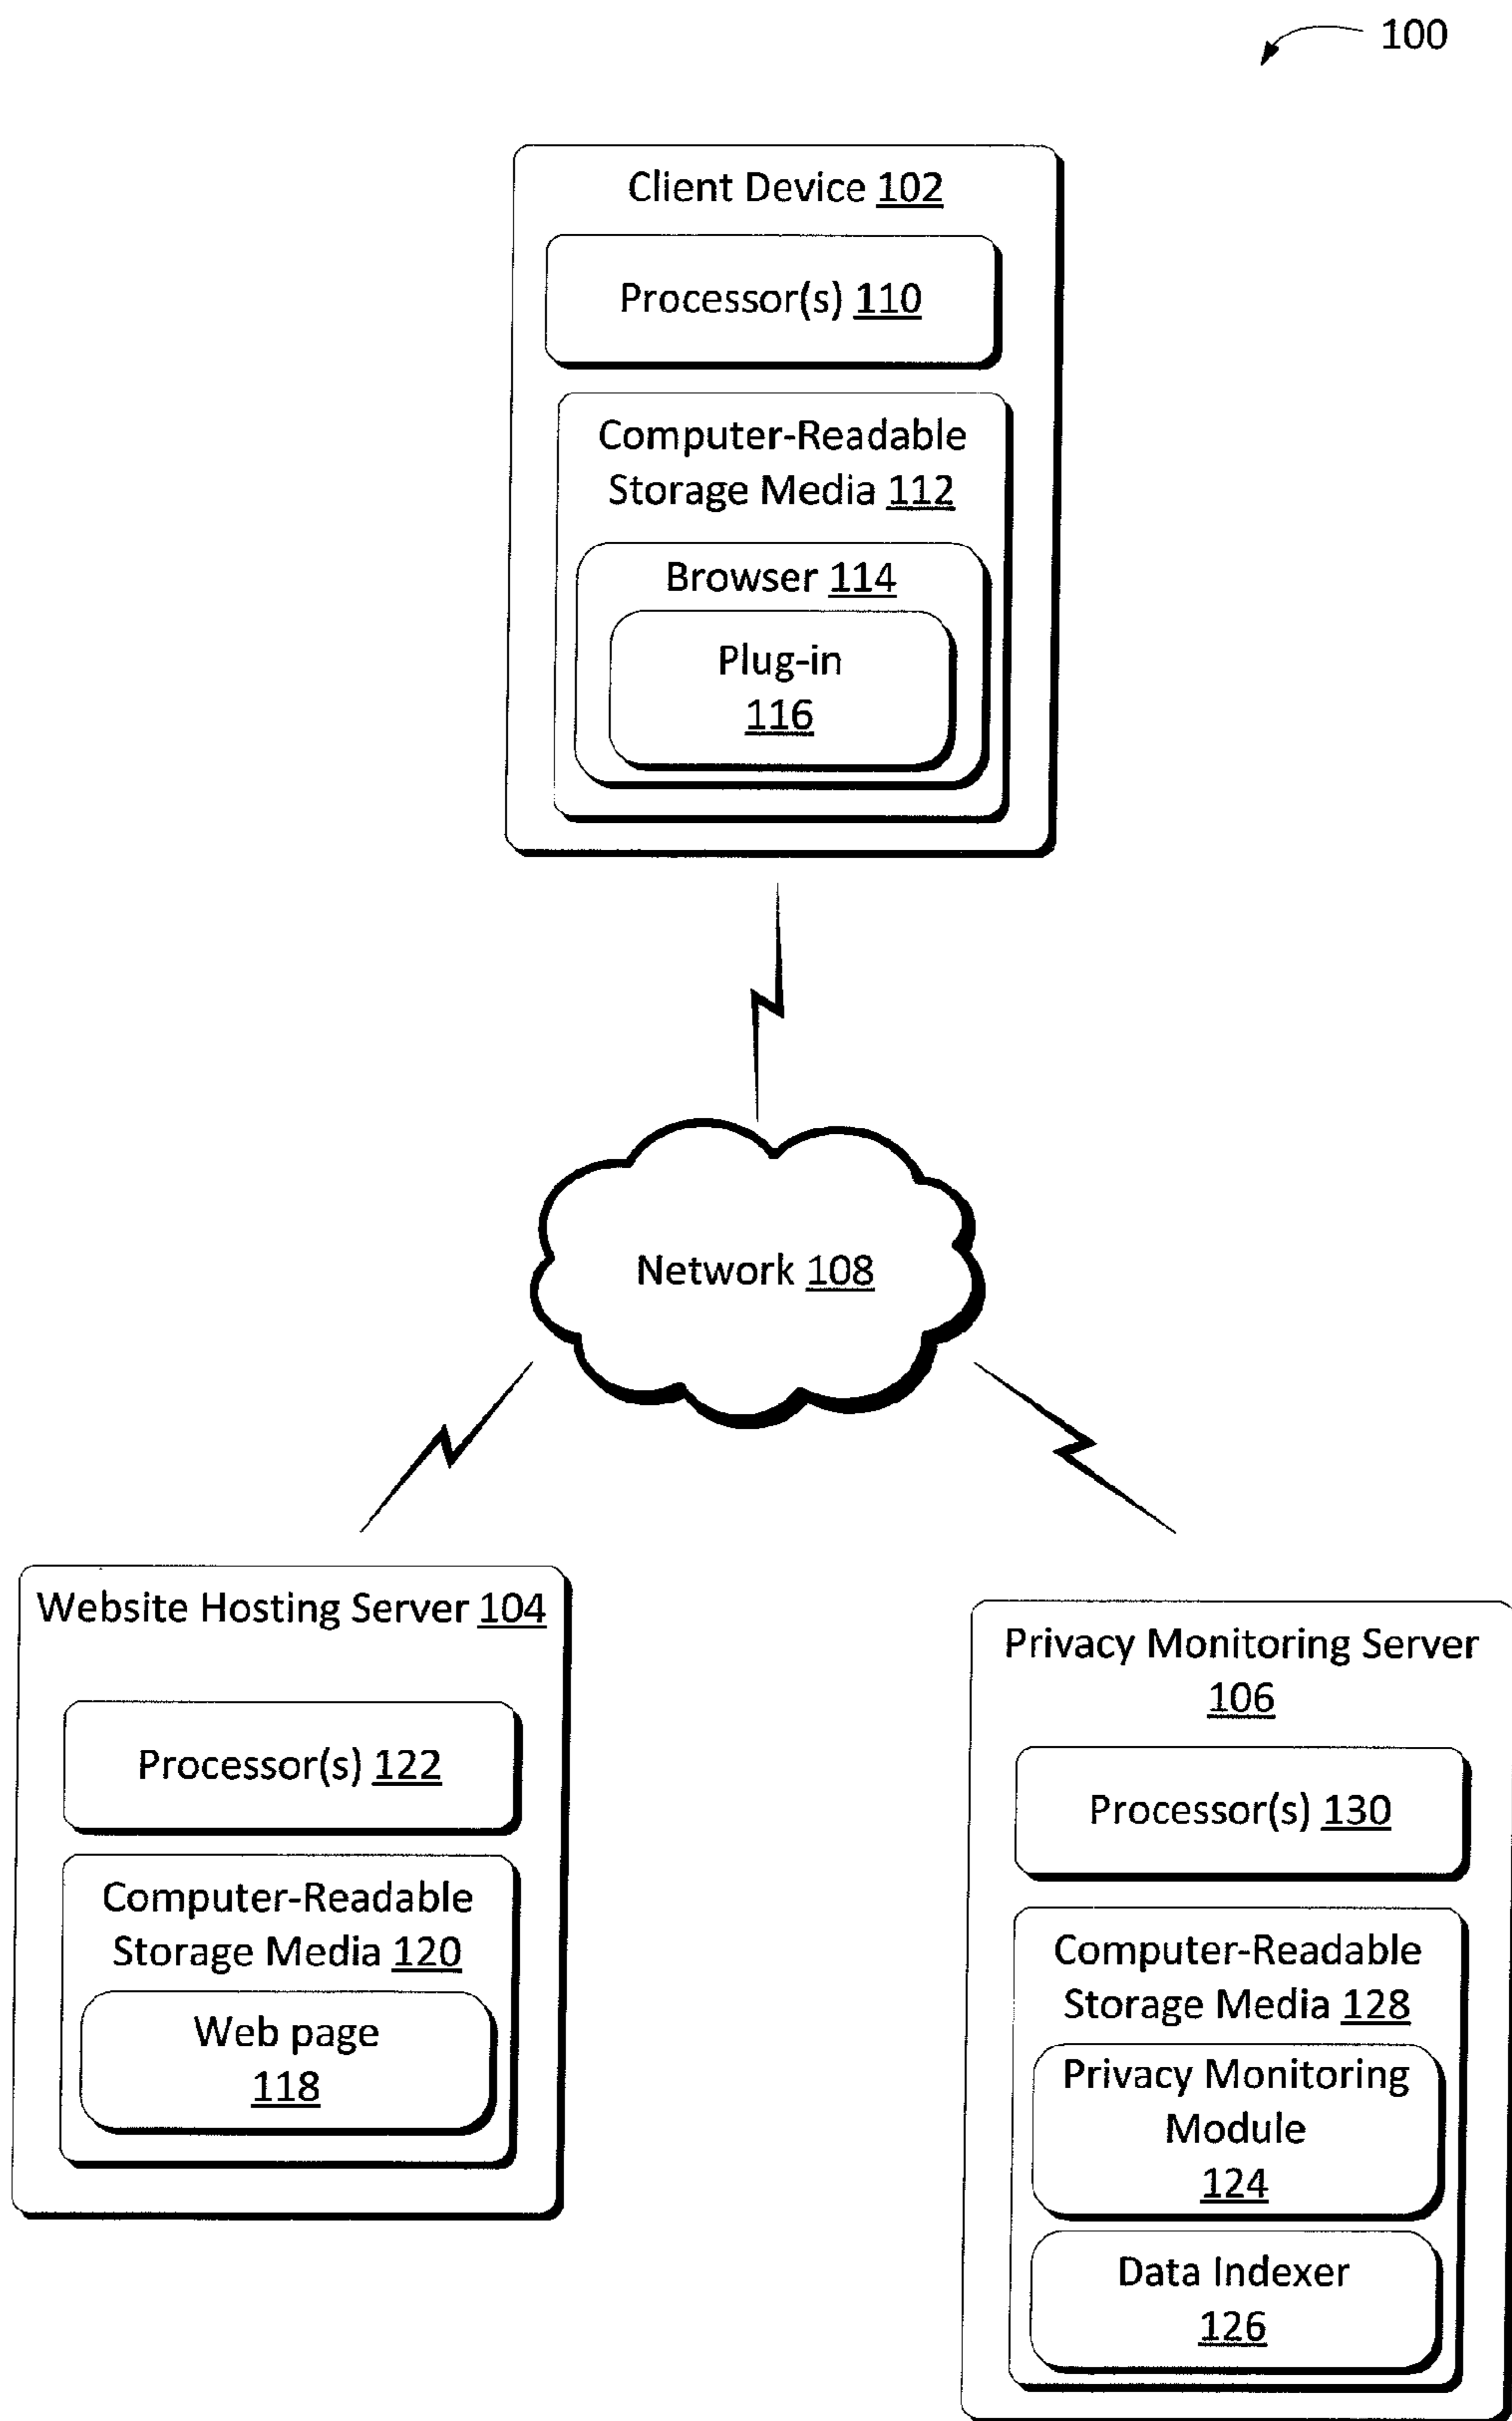 100
Client Device 102
Processor(s) 110
Computer-Readable
Storage Media 112
Browser 114
Plug-in
116
Network 108
Website Hosting Server 104
Processor(s) 122
Computer-Readable
Storage Media 120
Web page
118
Privacy Monitoring Server
106
Processor(s) 130
Computer-Readable
Storage Media 128
Privacy Monitoring
Module
124
Data Indexer
126